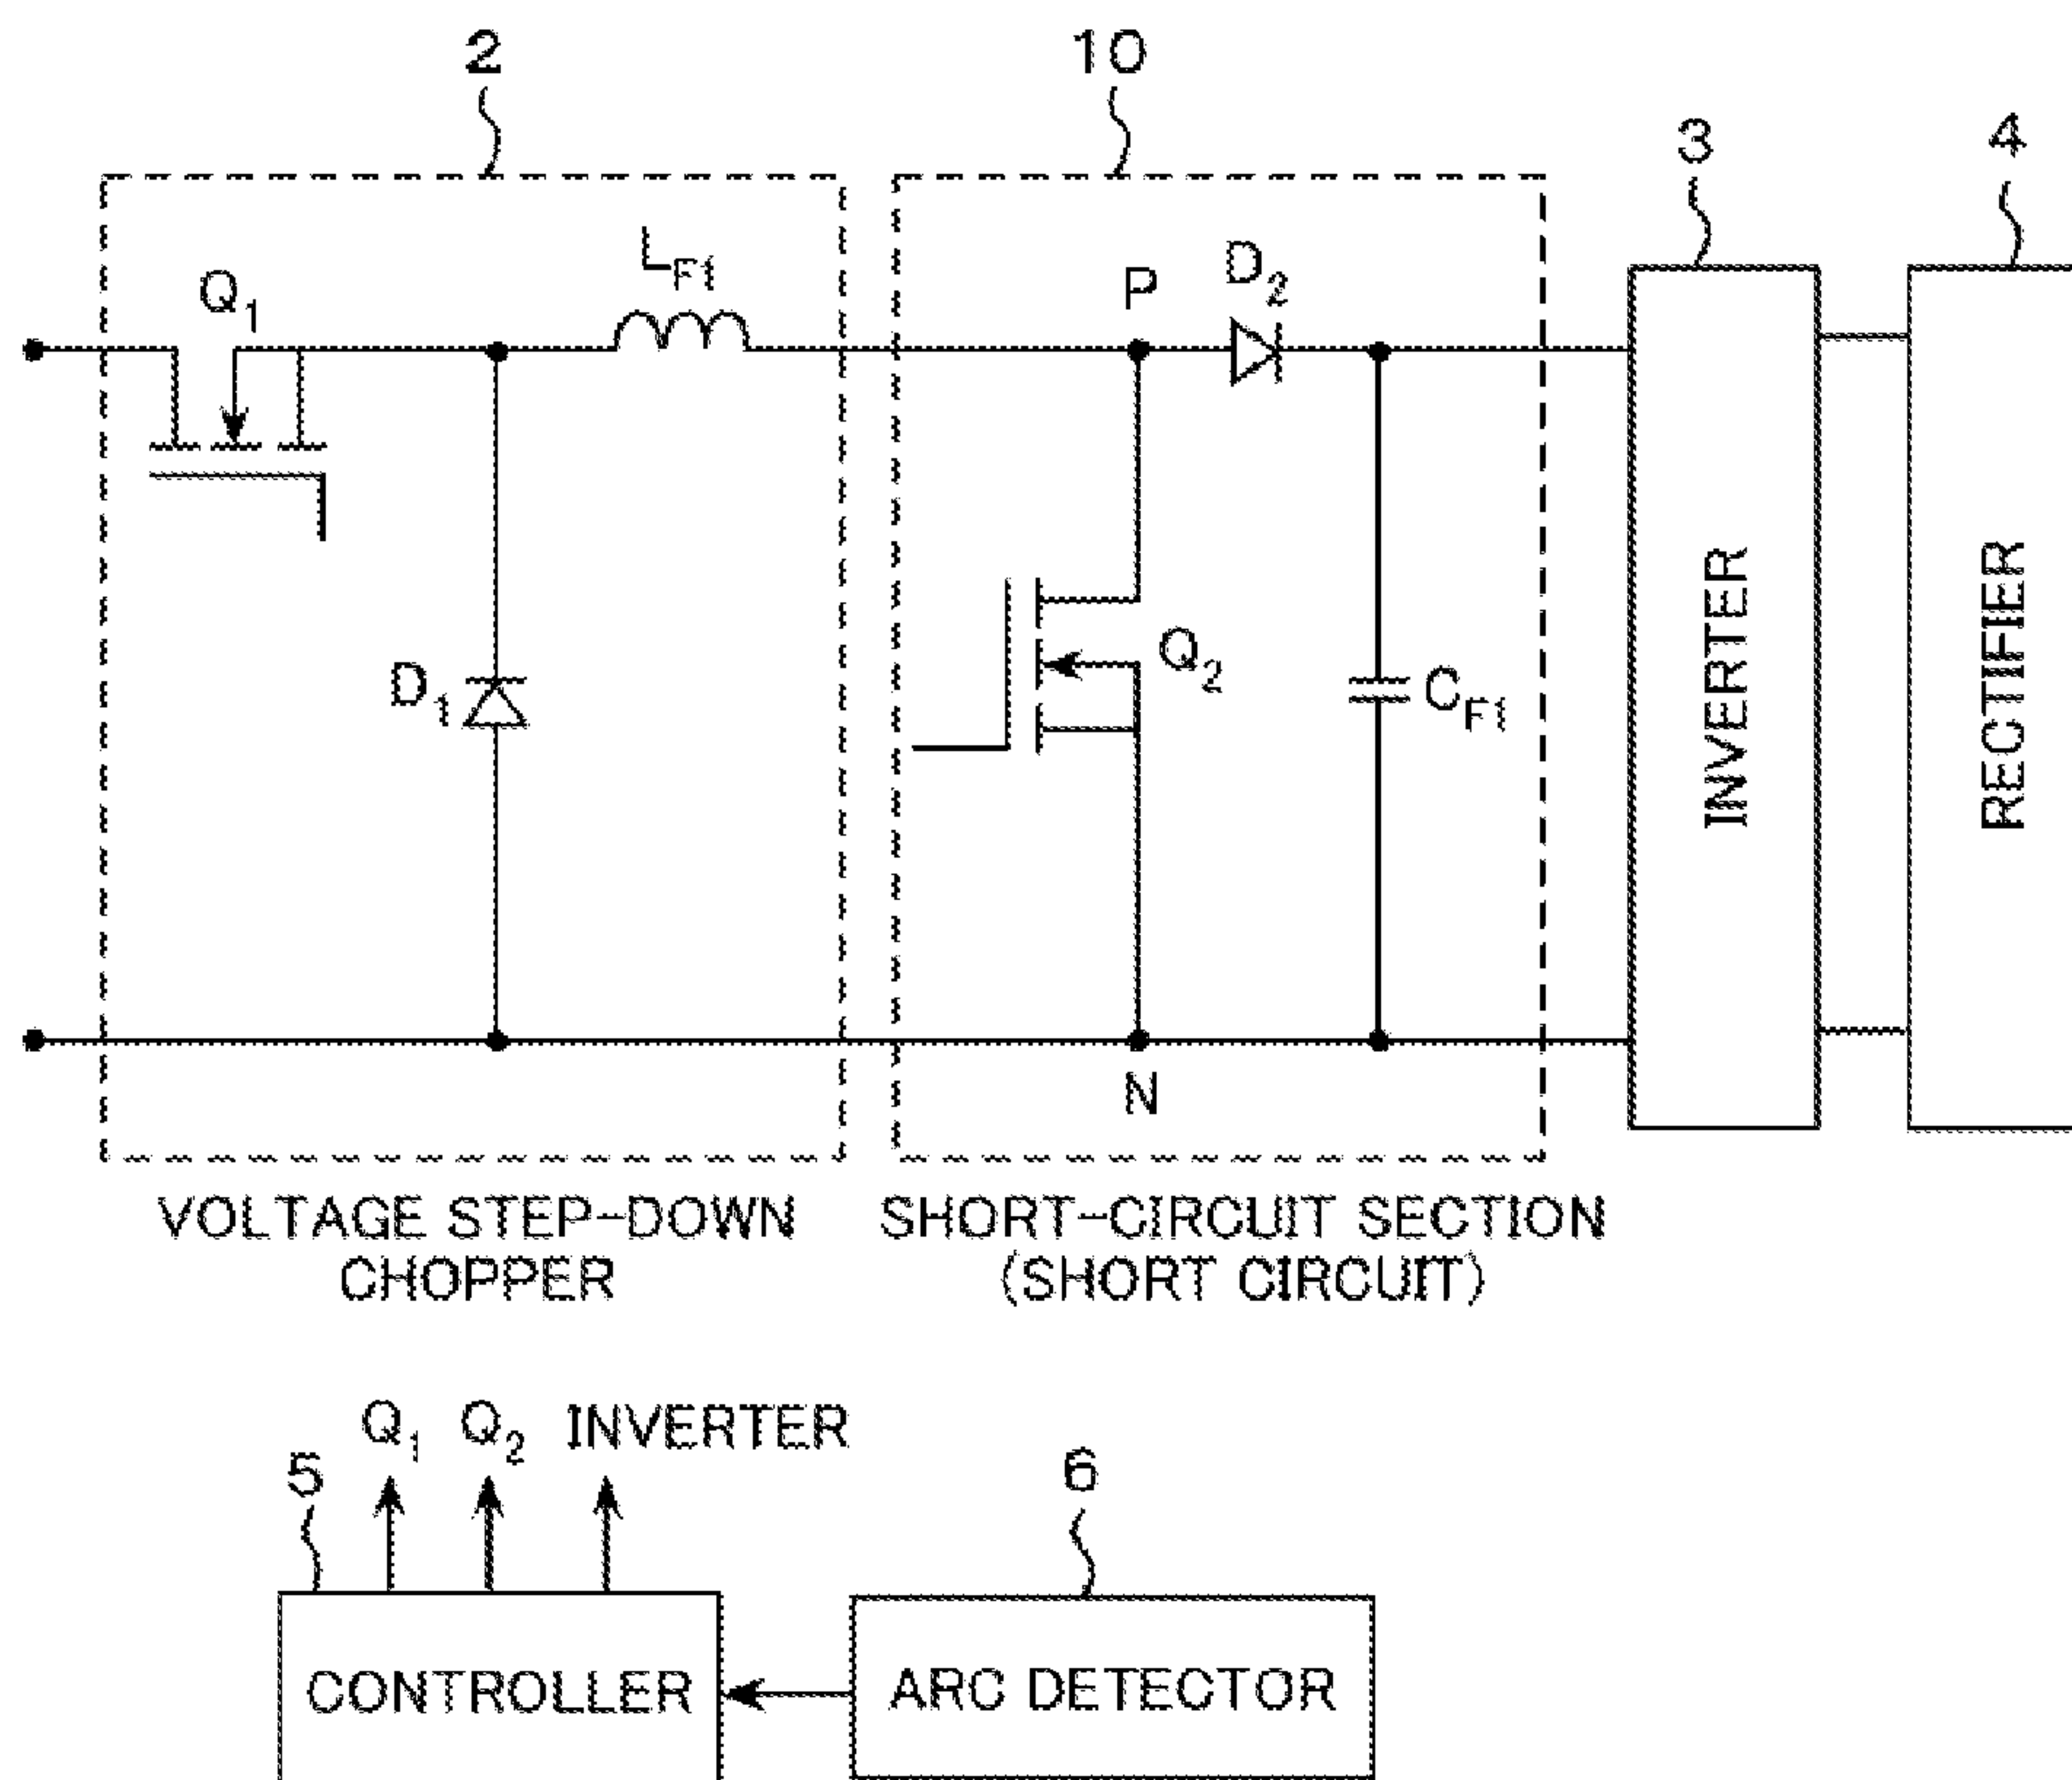 2
10
3
4
Q1
LF1
P
D2
D1
Q2
CF1
INVERTER
RECTIFIER
N
VOLTAGE STEP-DOWN
CHOPPER
SHORT-CIRCUIT SECTION
(SHORT CIRCUIT)
5
Q1
Q2
INVERTER
6
CONTROLLER
ARC DETECTOR